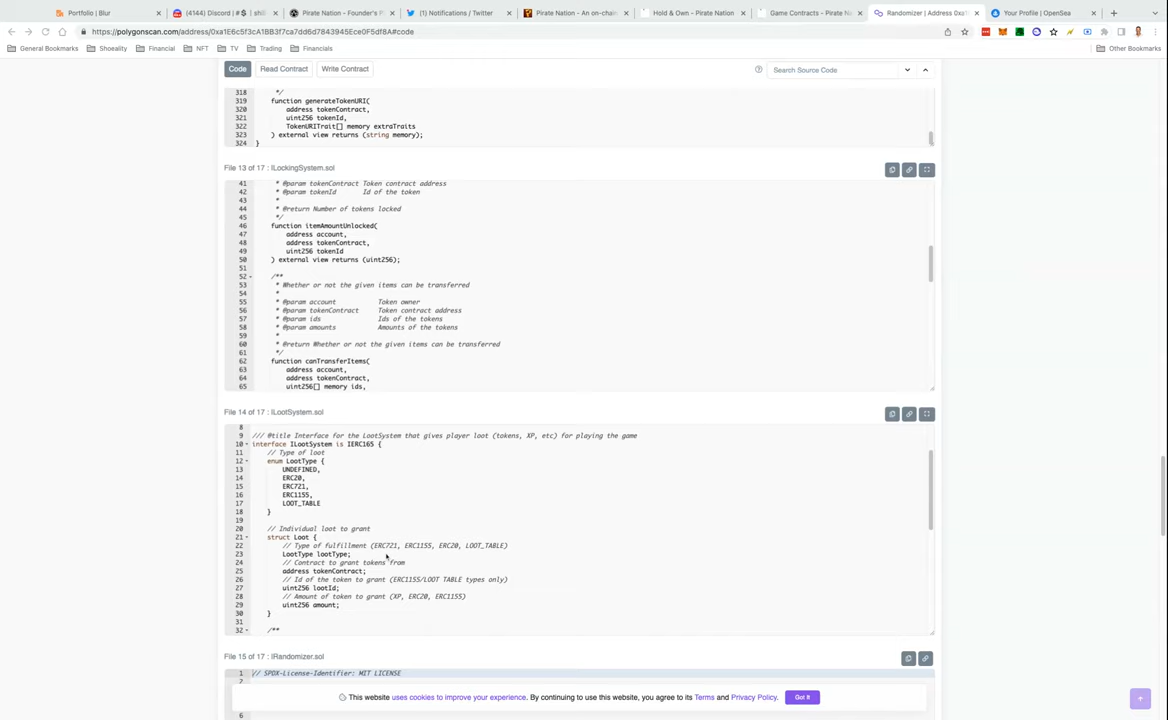 Portfolio | Blur
(4144) Discord | #
Pirate Nation - Founder's P
(1) Notifications / Twitter
Pirate Nation - An on-chain
Hold & Own – Pirate Nation
Game Contracts – Pirate N
Randomizer | Address 0xa1
Your Profile | OpenSea
https://polygonscan.com/address/0xa1E6c5f3cA1BB3f7ca7dd6d7843945Ece0F5df8A#code
General Bookmarks
Shoeality
Financial
NFT
TV
Trading
Financials
Other Bookmarks
Code
Read Contract
Write Contract
Search Source Code
318 */
319 function generateTokenURI(
320 address tokenContract,
321 uint256 tokenId,
322 TokenURITrait[] memory extraTraits
323 ) external view returns (string memory);
324 }
File 13 of 17 : ILockingSystem.sol
41 * @param tokenContract Token contract address
42 * @param tokenId Id of the token
43 *
44 * @return Number of tokens locked
45 */
46 function itemAmountUnlocked(
47 address account,
48 address tokenContract,
49 uint256 tokenId
50 ) external view returns (uint256);
51
52 /**
53 * Whether or not the given items can be transferred
54 *
55 * @param account Token owner
56 * @param tokenContract Token contract address
57 * @param ids Ids of the tokens
58 * @param amounts Amounts of the tokens
59 *
60 * @return Whether or not the given items can be transferred
61 */
62 function canTransferItems(
63 address account,
64 address tokenContract,
65 uint256[] memory ids,
File 14 of 17 : ILootSystem.sol
8
9 /// @title Interface for the LootSystem that gives player loot (tokens, XP, etc) for playing the game
10 interface ILootSystem is IERC165 {
11 // Type of loot
12 enum LootType {
13 UNDEFINED,
14 ERC20,
15 ERC721,
16 ERC1155,
17 LOOT_TABLE
18 }
19
20 // Individual loot to grant
21 struct Loot {
22 // Type of fulfillment (ERC721, ERC1155, ERC20, LOOT_TABLE)
23 LootType lootType;
24 // Contract to grant tokens from
25 address tokenContract;
26 // Id of the token to grant (ERC1155/LOOT TABLE types only)
27 uint256 lootId;
28 // Amount of token to grant (XP, ERC20, ERC1155)
29 uint256 amount;
30 }
31
32 /**
File 15 of 17 : IRandomizer.sol
1 // SPDX-License-Identifier: MIT LICENSE
2
This website uses cookies to improve your experience. By continuing to use this website, you agree to its Terms and Privacy Policy.
Got It
6